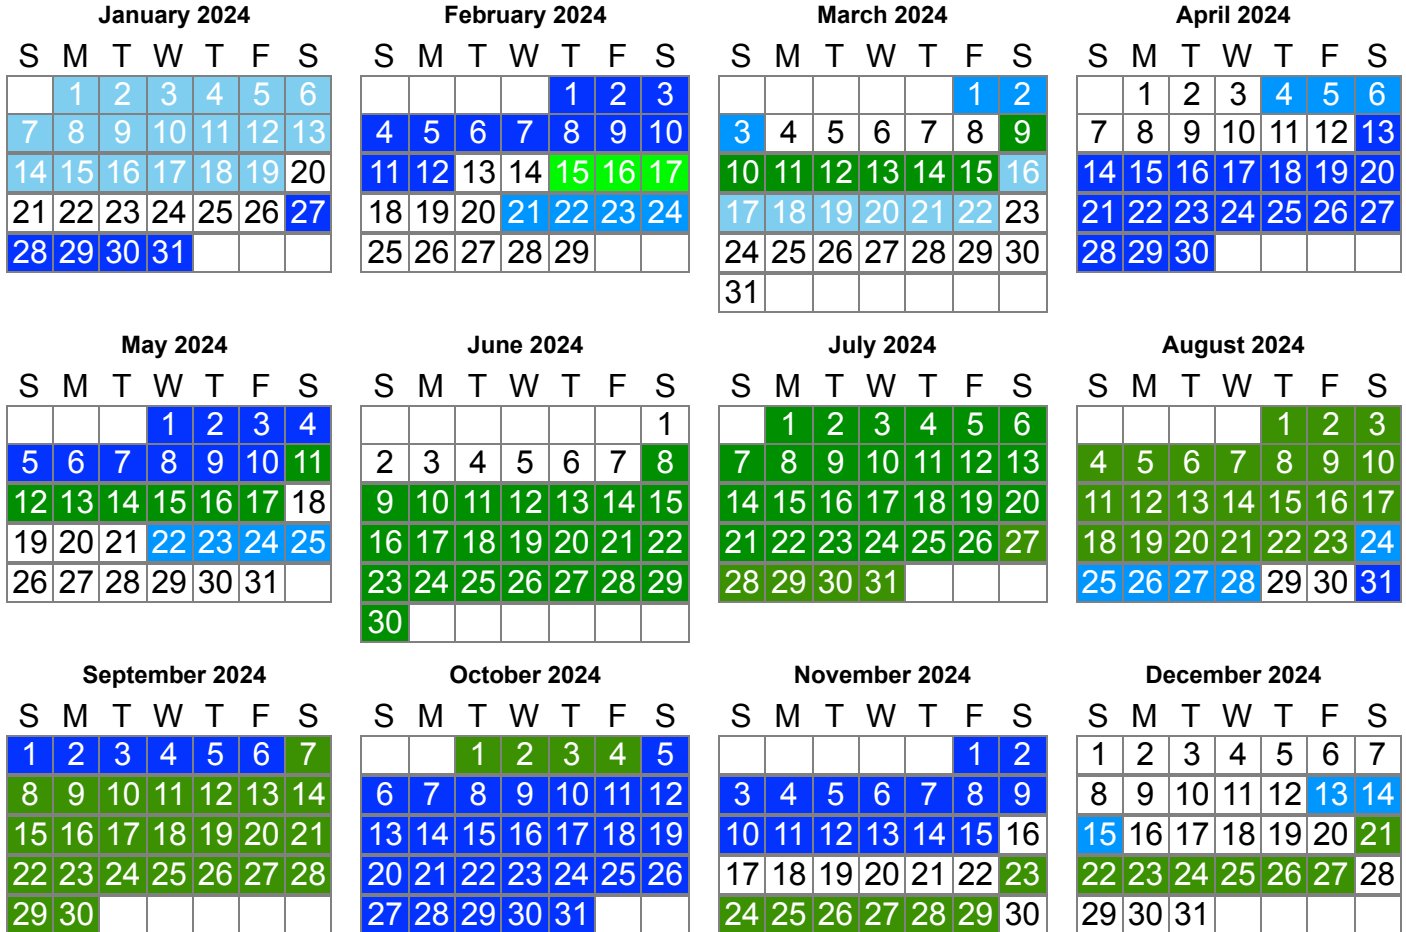 January 2024
S M T W T F S
1 2 3 4 5 6
7 8 9 10 11 12 13
14 15 16 17 18 19 20
21 22 23 24 25 26 27
28 29 30 31
February 2024
S M T W T F S
1 2 3
4 5 6 7 8 9 10
11 12 13 14 15 16 17
18 19 20 21 22 23 24
25 26 27 28 29
March 2024
S M T W T F S
1 2
3 4 5 6 7 8 9
10 11 12 13 14 15 16
17 18 19 20 21 22 23
24 25 26 27 28 29 30
31
April 2024
S M T W T F S
1 2 3 4 5 6
7 8 9 10 11 12 13
14 15 16 17 18 19 20
21 22 23 24 25 26 27
28 29 30
May 2024
S M T W T F S
1 2 3 4
5 6 7 8 9 10 11
12 13 14 15 16 17 18
19 20 21 22 23 24 25
26 27 28 29 30 31
June 2024
S M T W T F S
1
2 3 4 5 6 7 8
9 10 11 12 13 14 15
16 17 18 19 20 21 22
23 24 25 26 27 28 29
30
July 2024
S M T W T F S
1 2 3 4 5 6
7 8 9 10 11 12 13
14 15 16 17 18 19 20
21 22 23 24 25 26 27
28 29 30 31
August 2024
S M T W T F S
1 2 3
4 5 6 7 8 9 10
11 12 13 14 15 16 17
18 19 20 21 22 23 24
25 26 27 28 29 30 31
September 2024
S M T W T F S
1 2 3 4 5 6 7
8 9 10 11 12 13 14
15 16 17 18 19 20 21
22 23 24 25 26 27 28
29 30
October 2024
S M T W T F S
1 2 3 4 5
6 7 8 9 10 11 12
13 14 15 16 17 18 19
20 21 22 23 24 25 26
27 28 29 30 31
November 2024
S M T W T F S
1 2
3 4 5 6 7 8 9
10 11 12 13 14 15 16
17 18 19 20 21 22 23
24 25 26 27 28 29 30
December 2024
S M T W T F S
1 2 3 4 5 6 7
8 9 10 11 12 13 14
15 16 17 18 19 20 21
22 23 24 25 26 27 28
29 30 31